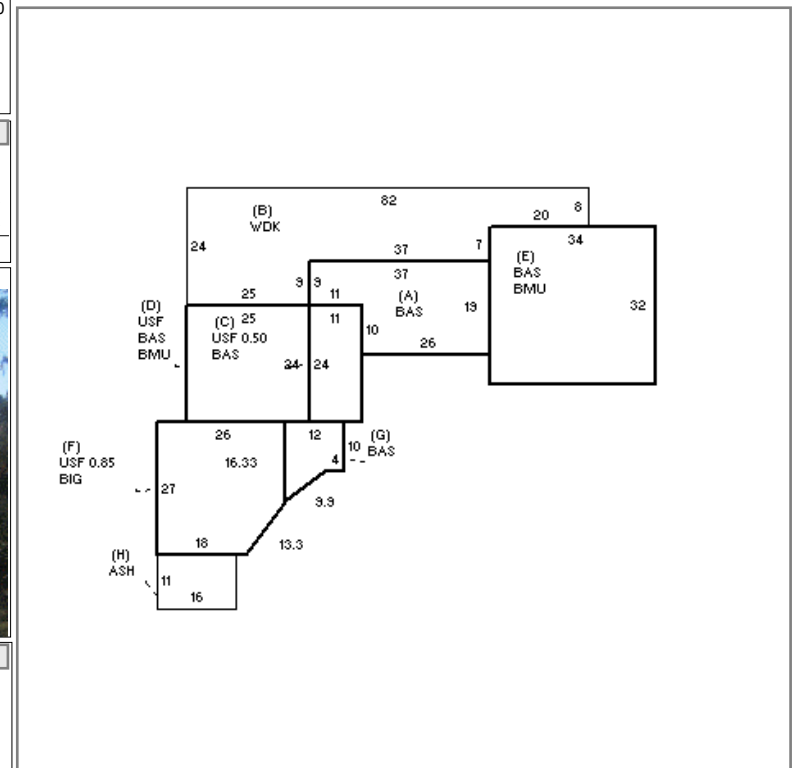 82
8
(B)
WDK
20
34
24
37
7
(E)
BAS
BMU
37
9 9
(A)
BAS
25
11
19
32
(D)
USF
BAS
BMU
(C)
25
USF 0.50
BAS
11
10
26
24
24
26
12
(G)
BAS
10
(F)
USF 0.85
BIG
16.33
4
27
9.9
18
13.3
(H)
ASH
11
16